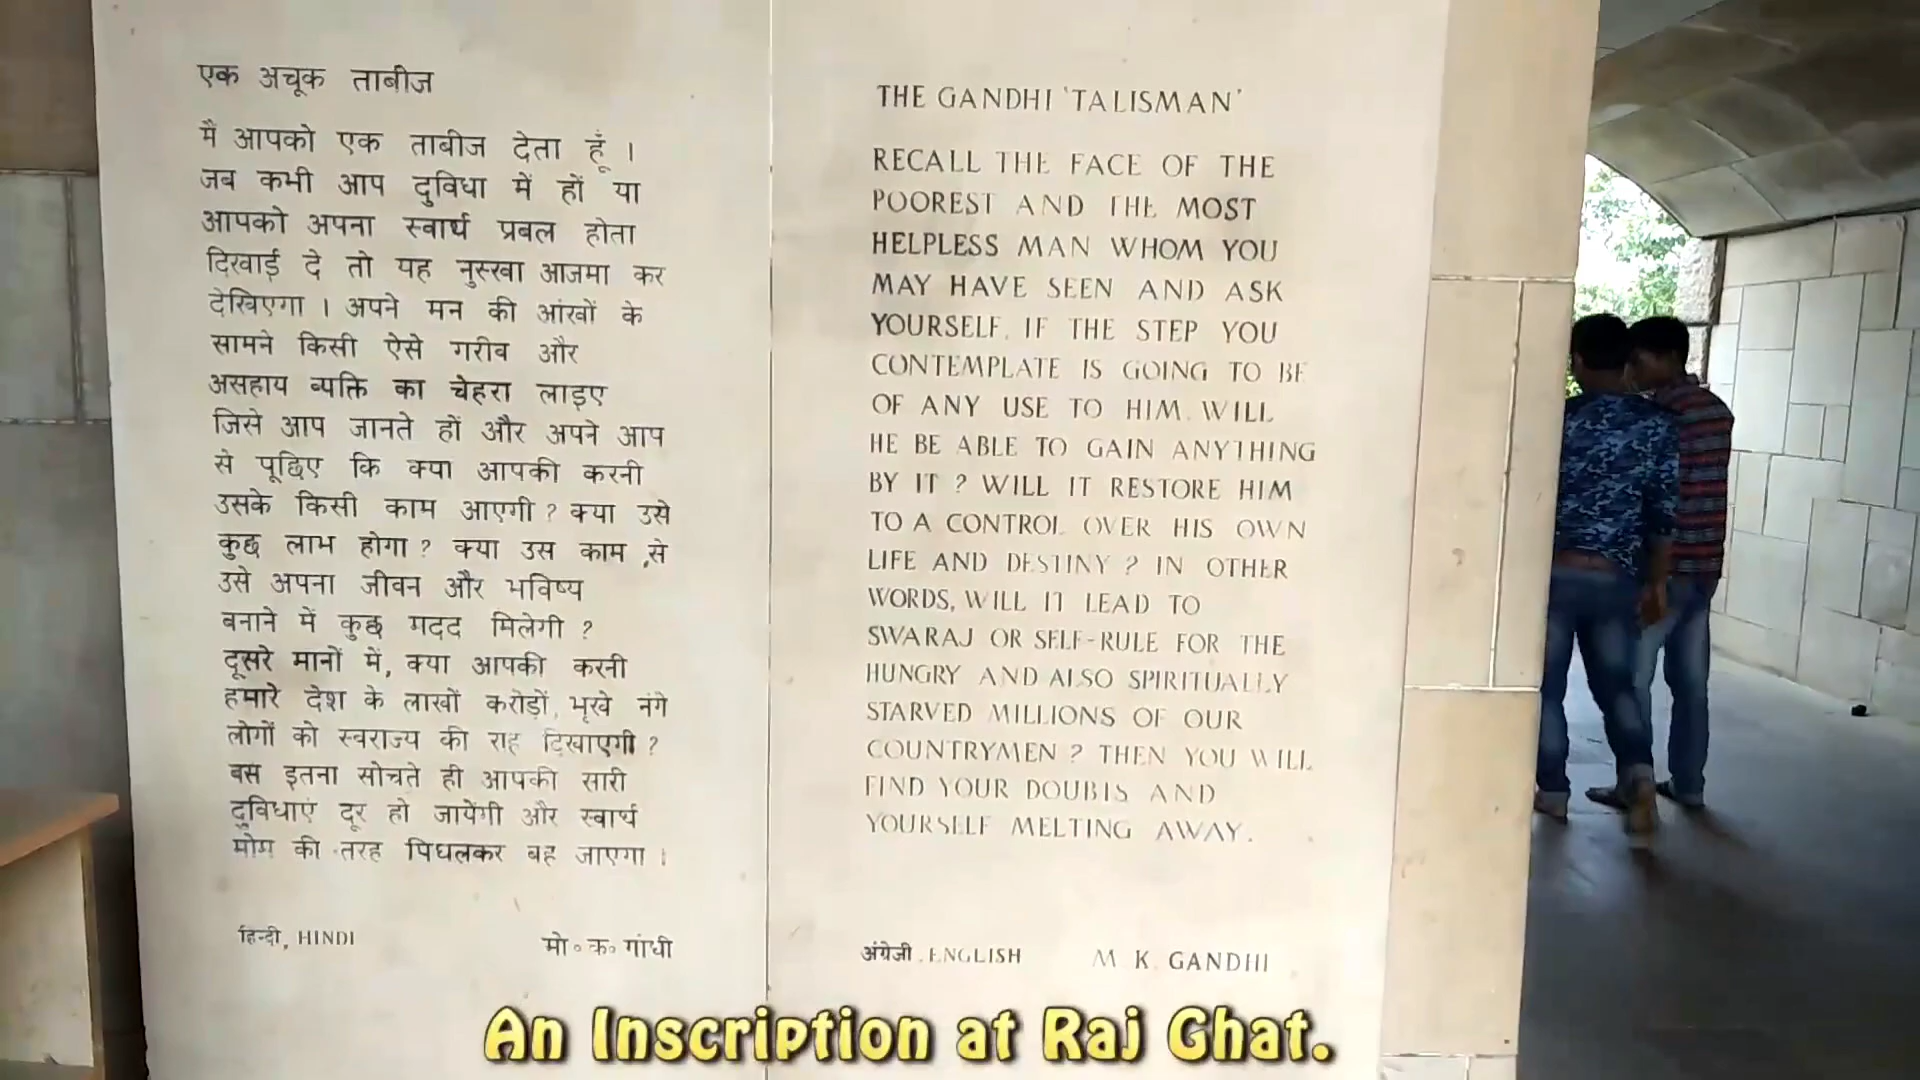 एक अचूक ताबीज
मैं आपको एक ताबीज देता हूँ ।
जब कभी आप दुविधा में हों या
आपको अपना स्वार्थ प्रबल होता
दिखाई दे तो यह नुस्खा आजमा कर
देखिएगा । अपने मन की आंखों के
सामने किसी ऐसे गरीब और
असहाय व्यक्ति का चेहरा लाइए
जिसे आप जानते हों और अपने आप
से पूछिए कि क्या आपकी करनी
उसके किसी काम आएगी ? क्या उसे
कुछ लाभ होगा ? क्या उस काम से
उसे अपना जीवन और भविष्य
बनाने में कुछ मदद मिलेगी ?
दूसरे मानों में, क्या आपकी करनी
हमारे देश के लाखों करोड़ों, भूखे नंगे
लोगों को स्वराज्य की राह दिखाएगी ?
बस इतना सोचते ही आपकी सारी
दुविधाएं दूर हो जायेंगी और स्वार्थ
मोम की तरह पिघलकर बह जाएगा ।
हिन्दी, HINDI
मो॰ क॰ गांधी
THE GANDHI 'TALISMAN'
RECALL THE FACE OF THE
POOREST AND THE MOST
HELPLESS MAN WHOM YOU
MAY HAVE SEEN AND ASK
YOURSELF, IF THE STEP YOU
CONTEMPLATE IS GOING TO BE
OF ANY USE TO HIM. WILL
HE BE ABLE TO GAIN ANYTHING
BY IT ? WILL IT RESTORE HIM
TO A CONTROL OVER HIS OWN
LIFE AND DESTINY ? IN OTHER
WORDS, WILL IT LEAD TO
SWARAJ OR SELF-RULE FOR THE
HUNGRY AND ALSO SPIRITUALLY
STARVED MILLIONS OF OUR
COUNTRYMEN ? THEN YOU WILL
FIND YOUR DOUBTS AND
YOURSELF MELTING AWAY.
अंग्रेजी, ENGLISH
M. K. GANDHI
An Inscription at Raj Ghat.